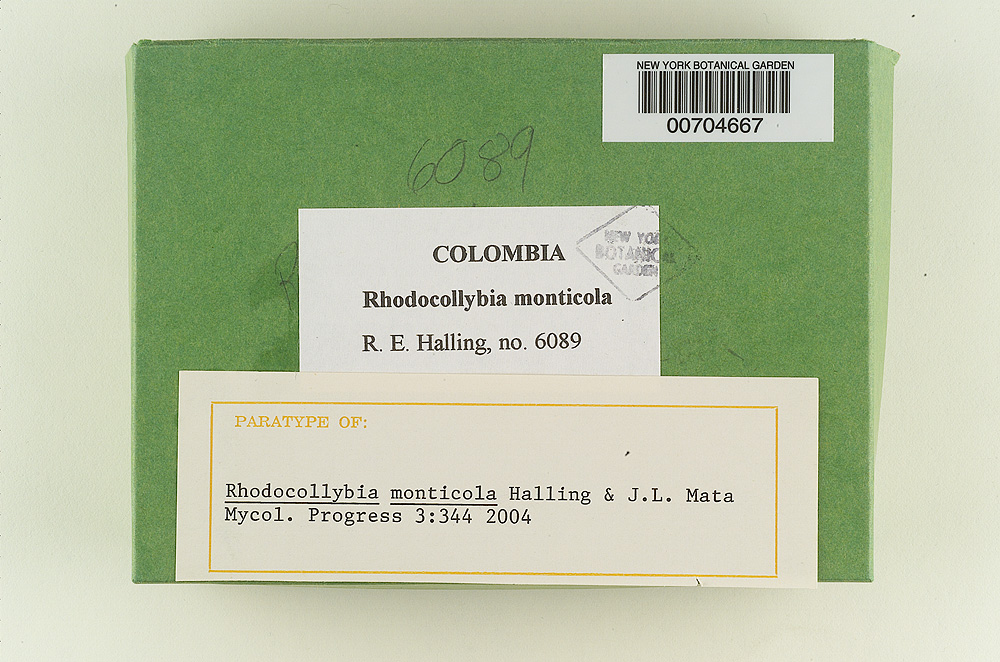 NEW YORK BOTANICAL GARDEN
00704667
6089
COLOMBIA
NEW YO
BOTANICAL
GARDEN
Rhodocollybia monticola
R. E. Halling, no. 6089
PARATYPE OF:
Rhodocollybia monticola Halling & J.L. Mata
Mycol. Progress 3:344 2004